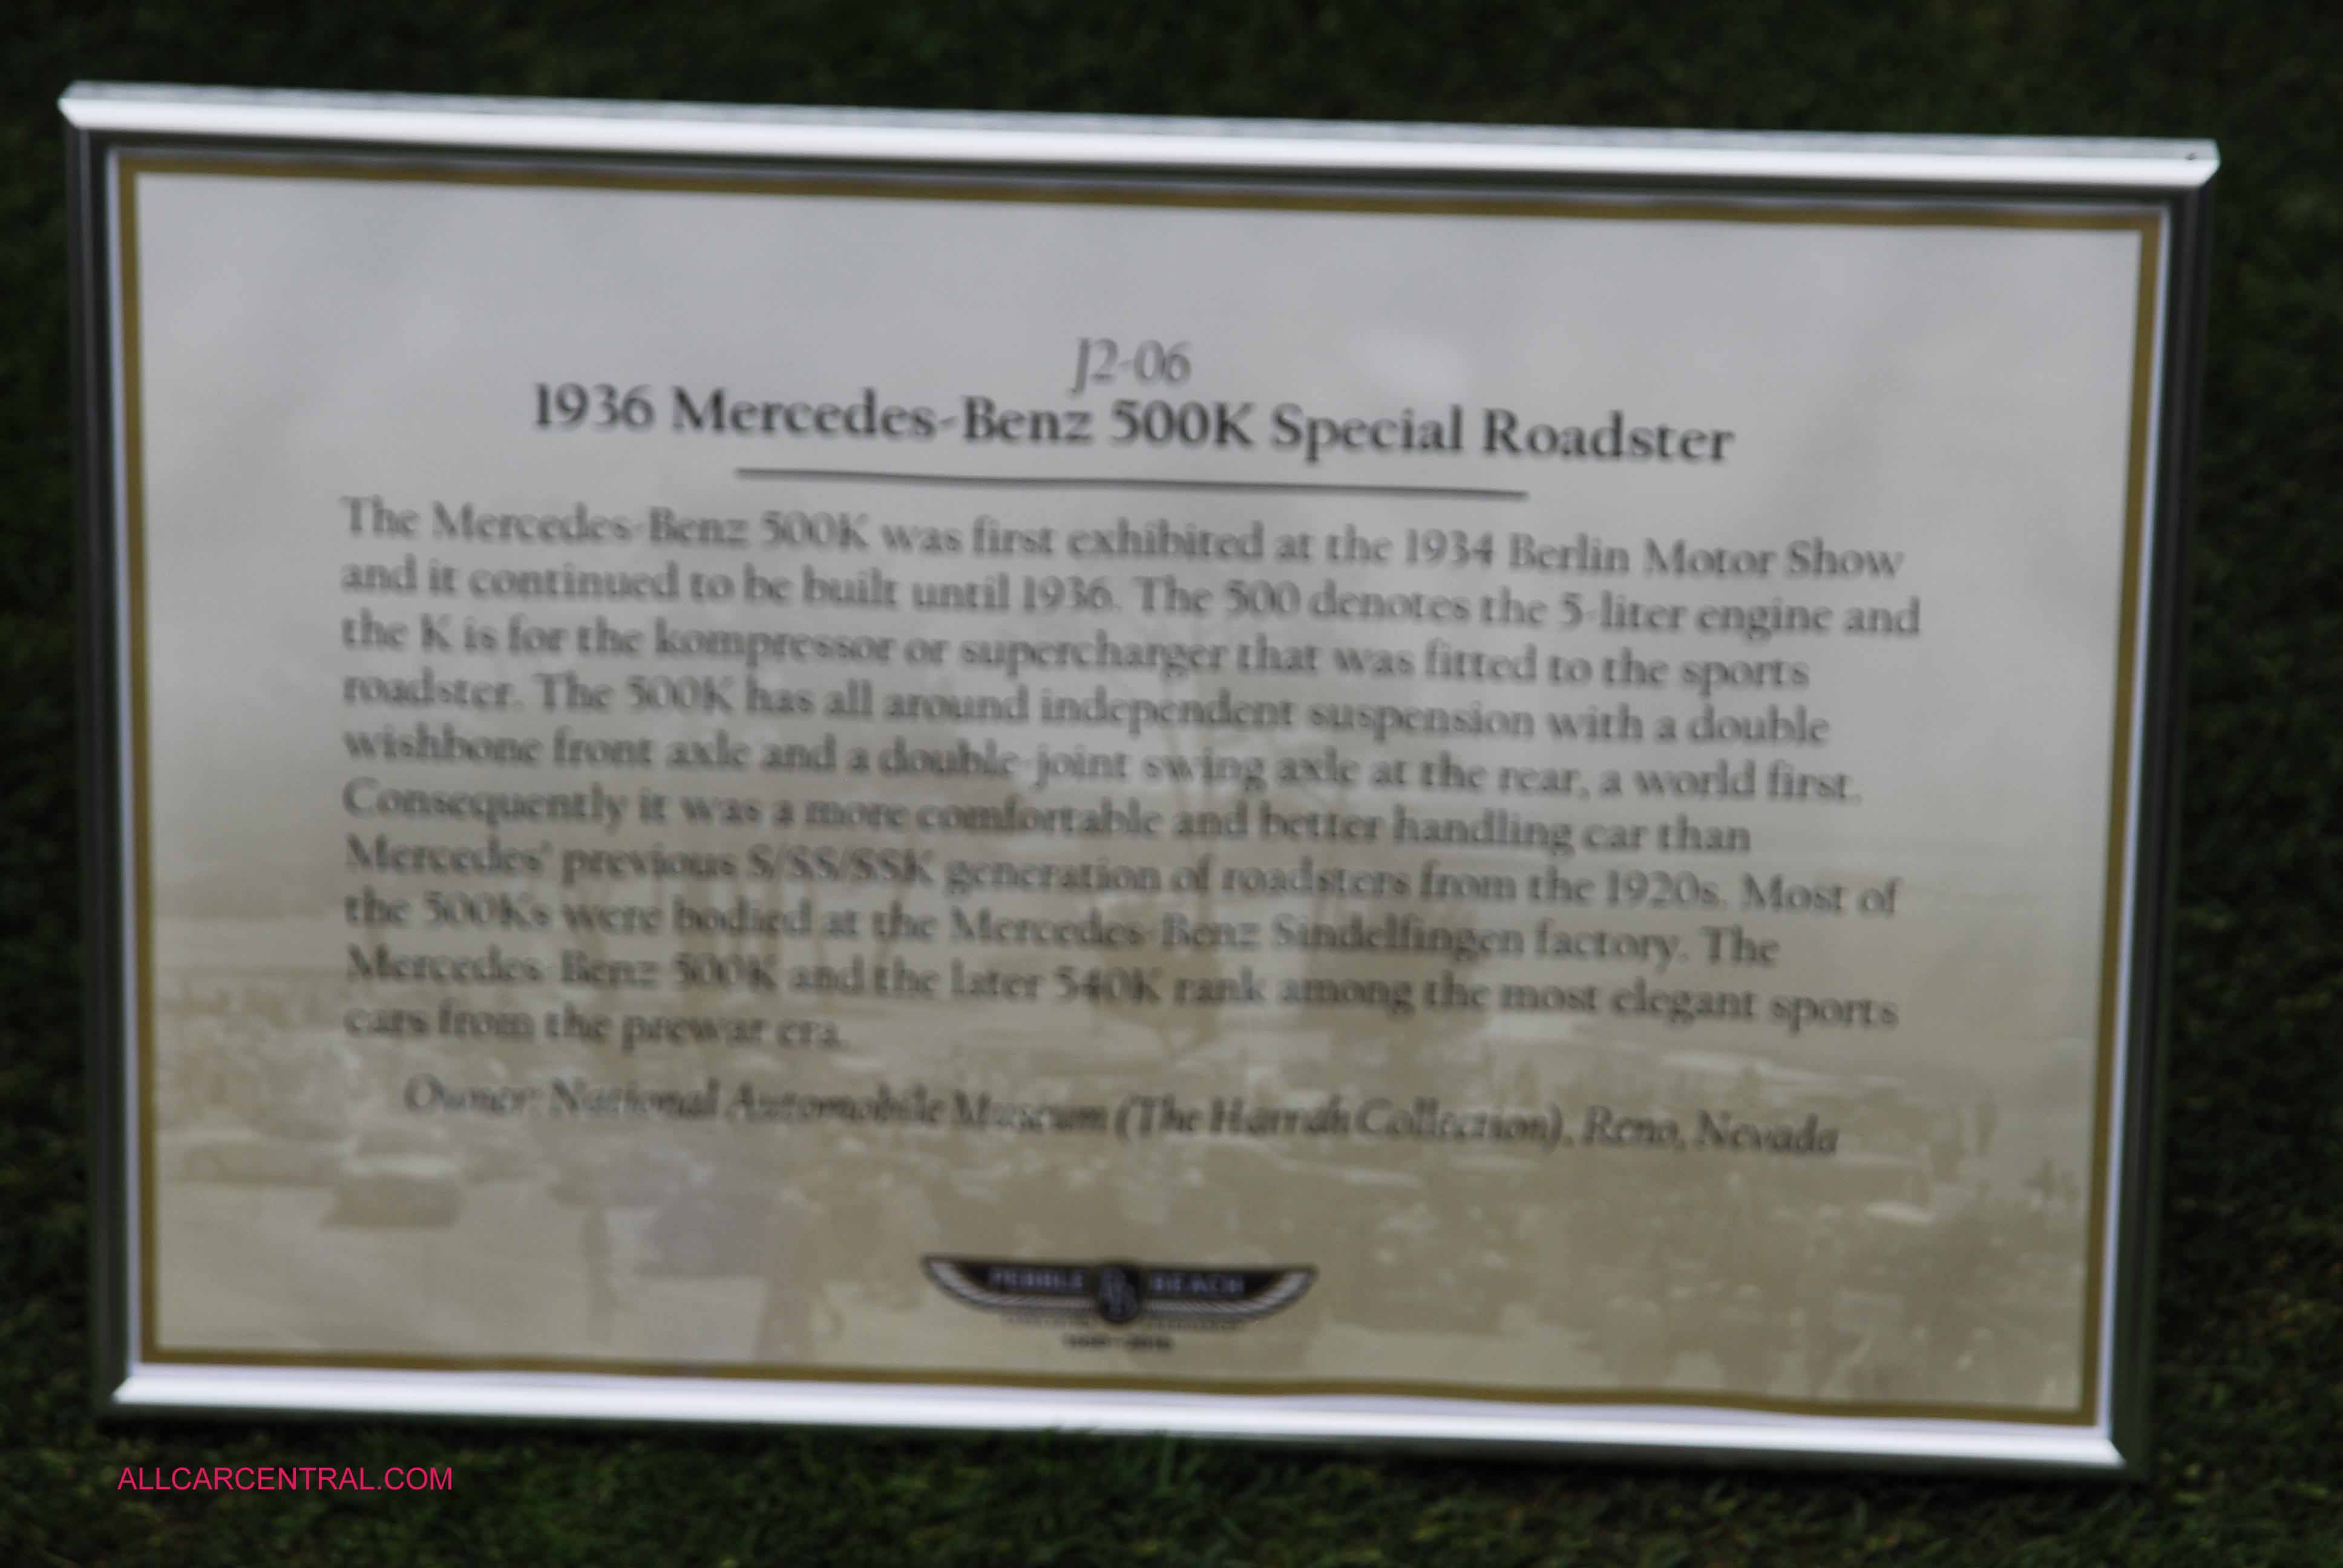 J2-06
1936 Mercedes-Benz 500K Special Roadster
The Mercedes-Benz 500K was first exhibited at the 1934 Berlin Motor Show
and it continued to be built until 1936. The 500 denotes the 5-liter engine and
the K is for the kompressor or supercharger that was fitted to the sports
roadster. The 500K has all around independent suspension with a double
wishbone front axle and a double-joint swing axle at the rear, a world first.
Consequently it was a more comfortable and better handling car than
Mercedes' previous S/SS/SSK generation of roadsters from the 1920s. Most of
the 500Ks were bodied at the Mercedes-Benz Sindelfingen factory. The
Mercedes-Benz 500K and the later 540K rank among the most elegant sports
cars from the prewar era.
Owner: National Automobile Museum (The Harrah Collection), Reno, Nevada
PEBBLE BEACH
ALLCARCENTRAL.COM